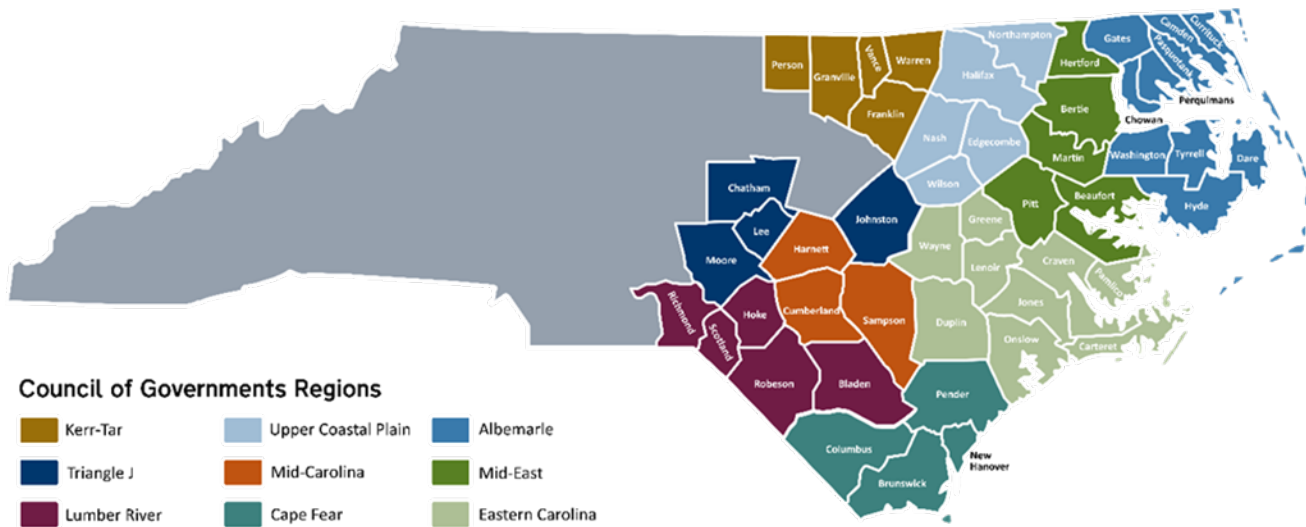 Northampton
Camden
Currituck
Gates
Pasquotank
Person
Granville
Vance
Warren
Hertford
Halifax
Perquimans
Franklin
Bertie
Chowan
Nash
Edgecombe
Martin
Washington
Tyrrell
Dare
Chatham
Wilson
Beaufort
Pitt
Hyde
Lee
Johnston
Greene
Moore
Harnett
Wayne
Lenoir
Craven
Pamlico
Richmond
Hoke
Cumberland
Sampson
Jones
Duplin
Scotland
Onslow
Carteret
Robeson
Bladen
Pender
Columbus
New
Hanover
Brunswick
Council of Governments Regions
Kerr-Tar
Upper Coastal Plain
Albemarle
Triangle J
Mid-Carolina
Mid-East
Lumber River
Cape Fear
Eastern Carolina